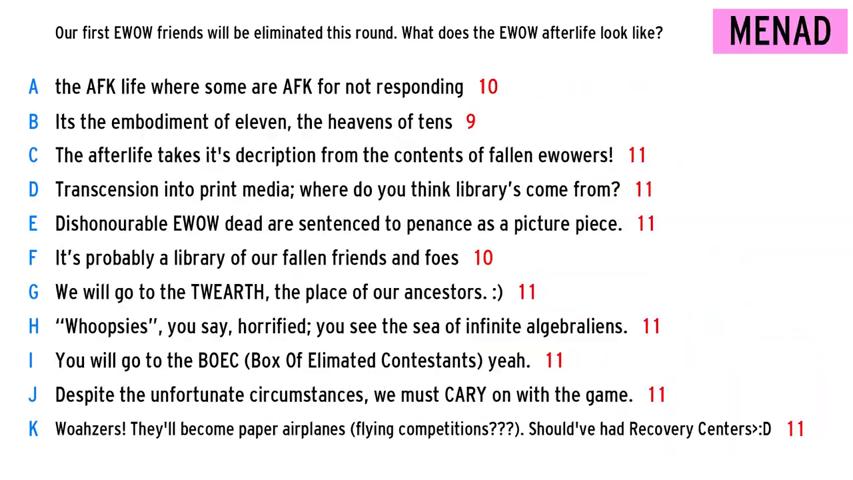 Our first EWOW friends will be eliminated this round. What does the EWOW afterlife look like?
MENAD
A the AFK life where some are AFK for not responding 10
B Its the embodiment of eleven, the heavens of tens 9
C The afterlife takes it's decription from the contents of fallen ewowers! 11
D Transcension into print media; where do you think library's come from? 11
E Dishonourable EWOW dead are sentenced to penance as a picture piece. 11
F It's probably a library of our fallen friends and foes 10
G We will go to the TWEARTH, the place of our ancestors. :) 11
H “Whoopsies”, you say, horrified; you see the sea of infinite algebraliens. 11
I You will go to the BOEC (Box Of Elimated Contestants) yeah. 11
J Despite the unfortunate circumstances, we must CARY on with the game. 11
K Woahzers! They'll become paper airplanes (flying competitions???). Should've had Recovery Centers>:D 11